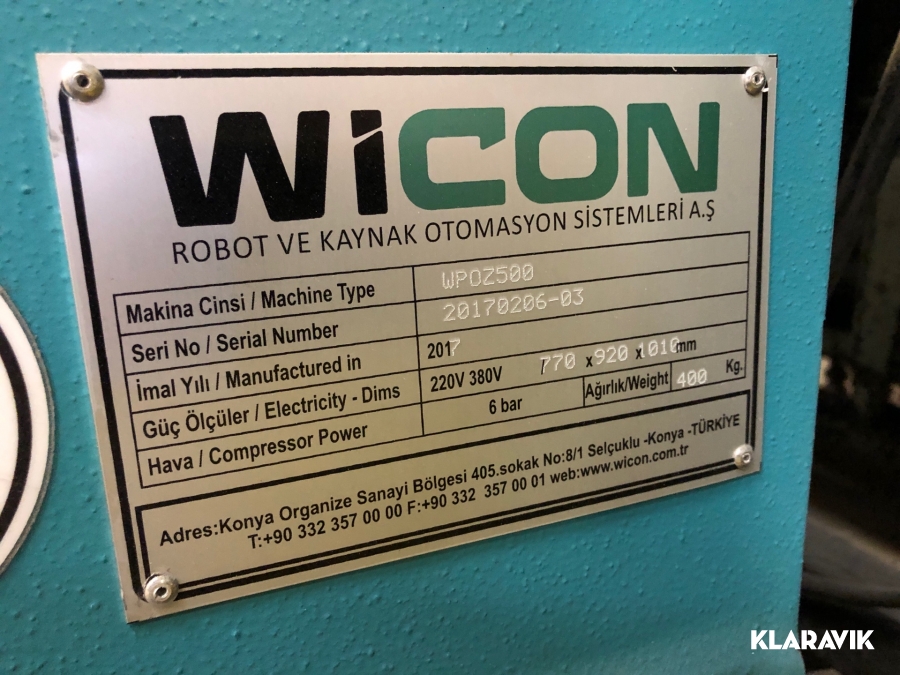 WiCON
ROBOT VE KAYNAK OTOMASYON SİSTEMLERİ A.Ş
Makina Cinsi / Machine Type WPOZ500
Seri No / Serial Number 20170206-03
İmal Yılı / Manufactured in 2017
Güç Ölçüler / Electricity - Dims 220V 380V 770 x 920 x 1010 mm
Hava / Compressor Power 6 bar Ağırlık/Weight 400 Kg.
Adres:Konya Organize Sanayi Bölgesi 405.sokak No:8/1 Selçuklu -Konya -TÜRKİYE
T:+90 332 357 00 00 F:+90 332 357 00 01 web:www.wicon.com.tr
KLARAVIK